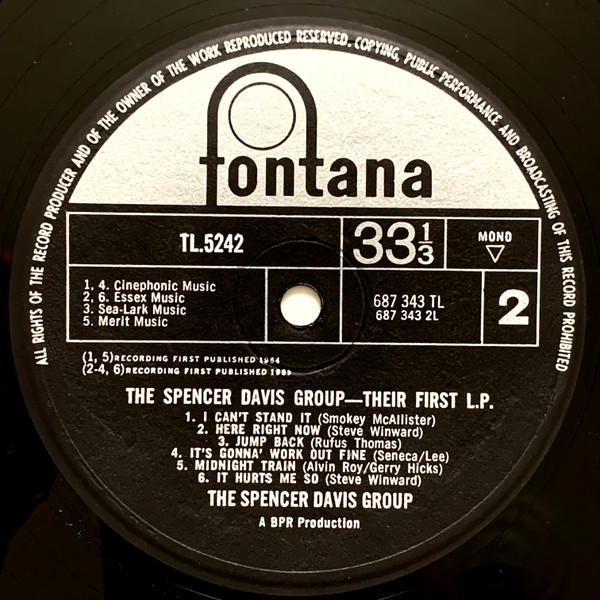 ALL RIGHTS OF THE RECORD PRODUCER AND OF THE OWNER OF THE WORK REPRODUCED RESERVED. COPYING, PUBLIC PERFORMANCE AND BROADCASTING OF THIS RECORD PROHIBITED
fontana
TL.5242
33 1/3
MONO
1, 4. Cinephonic Music
2, 6. Essex Music
3. Sea-Lark Music
5. Merit Music
687 343 TL
687 343 2L
2
(1, 5) RECORDING FIRST PUBLISHED 1964
(2-4, 6) RECORDING FIRST PUBLISHED
THE SPENCER DAVIS GROUP—THEIR FIRST L.P.
1. I CAN'T STAND IT (Smokey McAllister)
2. HERE RIGHT NOW (Steve Winward)
3. JUMP BACK (Rufus Thomas)
4. IT'S GONNA' WORK OUT FINE (Seneca/Lee)
5. MIDNIGHT TRAIN (Alvin Roy/Gerry Hicks)
6. IT HURTS ME SO (Steve Winward)
THE SPENCER DAVIS GROUP
A BPR Production